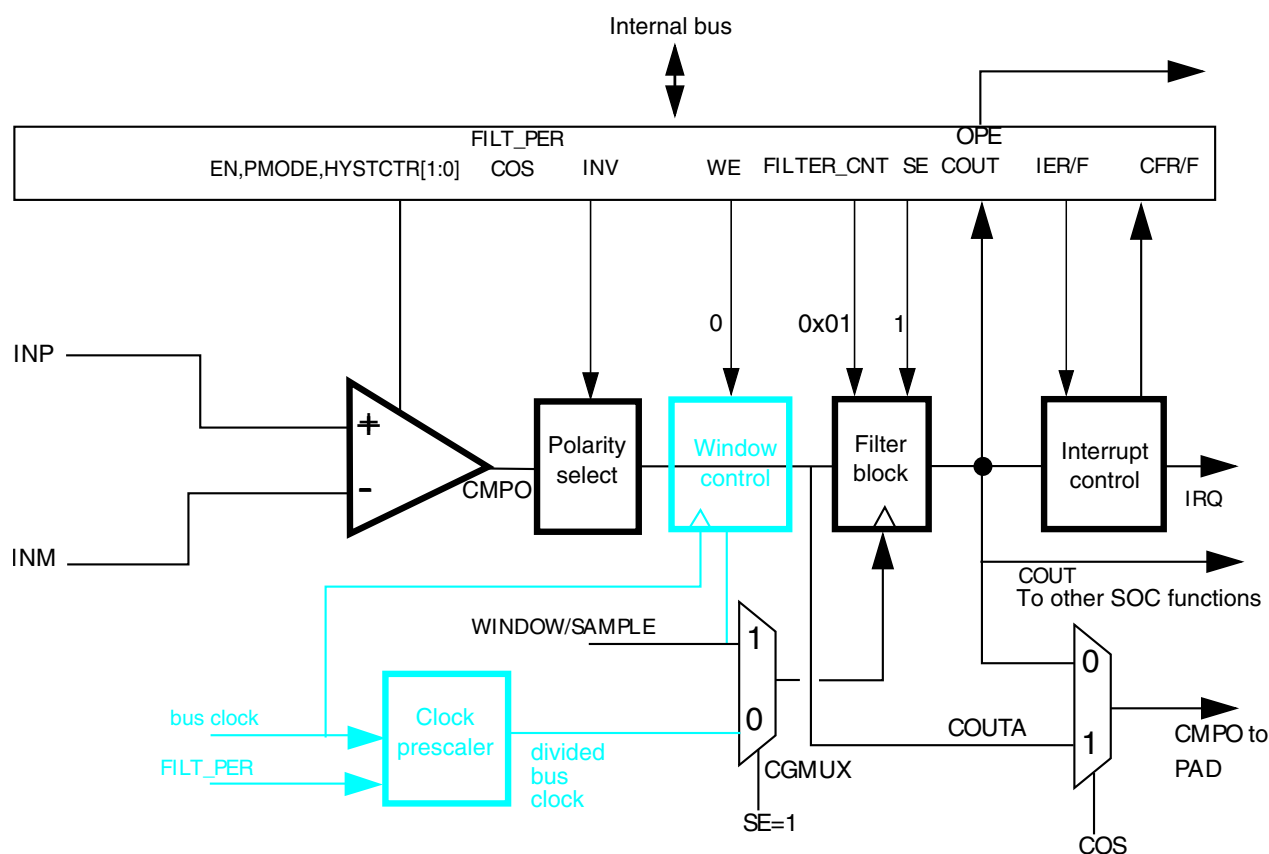 Internal bus
FILT_PER
OPE
EN,PMODE,HYSTCTR[1:0]
COS
INV
WE
FILTER_CNT
SE
COUT
IER/F
CFR/F
0
0x01
1
INP
+
-
INM
CMPO
Polarity
select
Window
control
Filter
block
Interrupt
control
IRQ
COUT
To other SOC functions
WINDOW/SAMPLE
1
0
CGMUX
SE=1
bus clock
FILT_PER
Clock
prescaler
divided
bus
clock
COUTA
0
1
CMPO to
PAD
COS